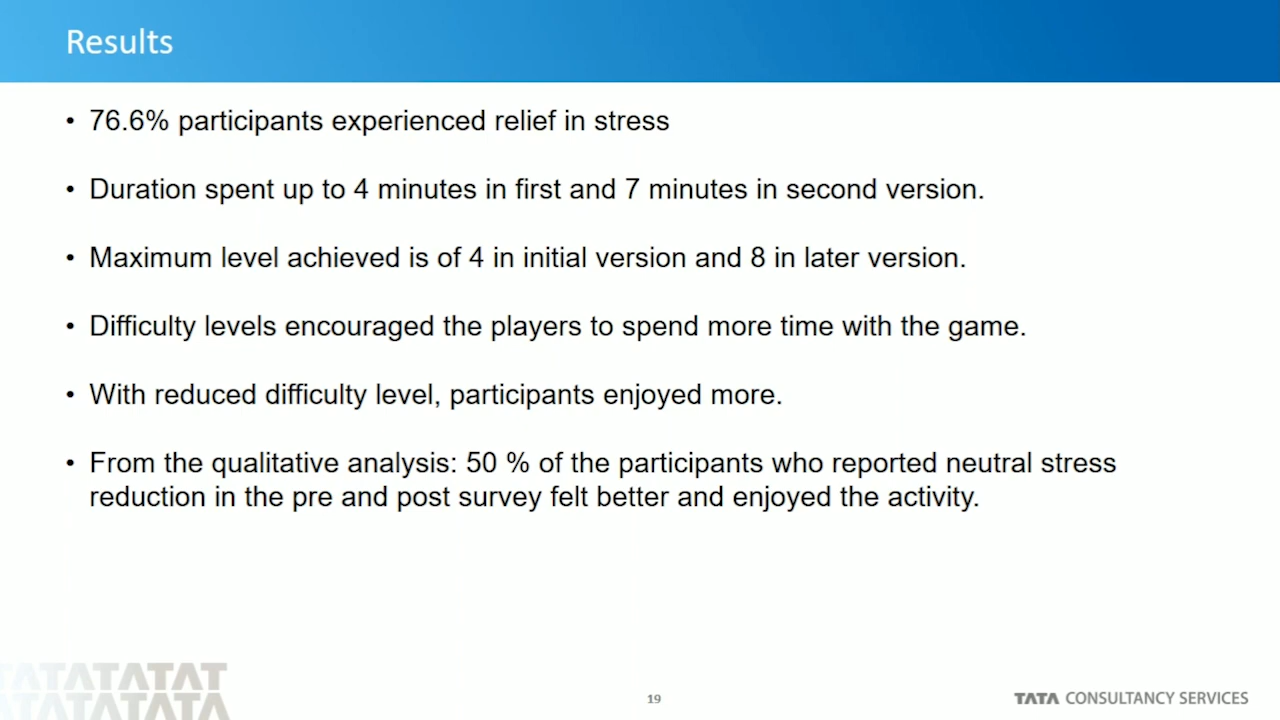 Results
• 76.6% participants experienced relief in stress
• Duration spent up to 4 minutes in first and 7 minutes in second version.
• Maximum level achieved is of 4 in initial version and 8 in later version.
• Difficulty levels encouraged the players to spend more time with the game.
• With reduced difficulty level, participants enjoyed more.
• From the qualitative analysis: 50 % of the participants who reported neutral stress
reduction in the pre and post survey felt better and enjoyed the activity.
TATATATAT
TATATATATA
19
TATA CONSULTANCY SERVICES